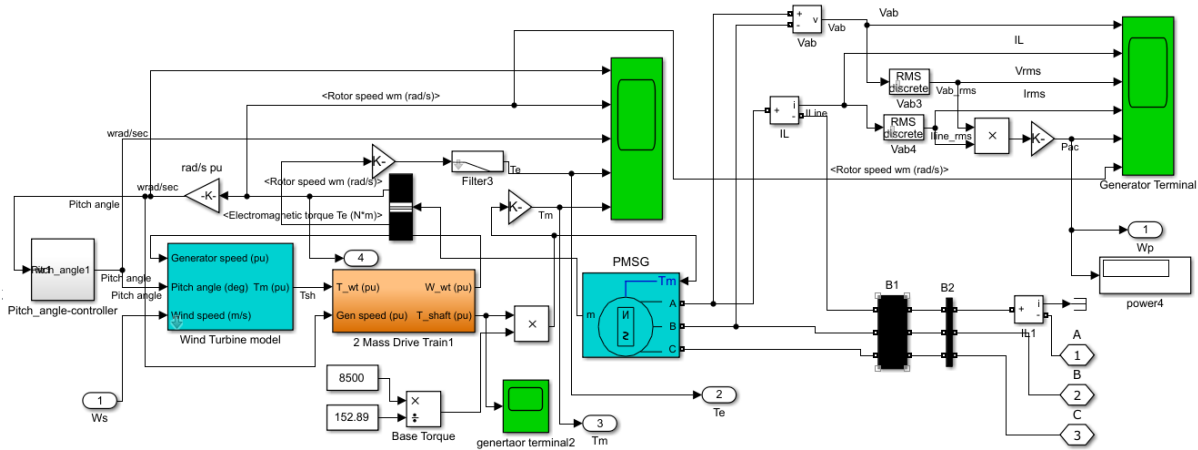 Vab
Vab
Vab
IL
Vrms
Irms
RMS
discrete
Vab_rms
Vab3
ILine
IL
RMS
discrete
Iline_rms
Vab4
×
-K-
Pac
<Rotor speed wm (rad/s)>
Generator Terminal
<Rotor speed wm (rad/s)>
wrad/sec
rad/s pu
wrad/sec
-K-
Pitch angle
-K-
Filter3
Te
<Rotor speed wm (rad/s)>
<Electromagnetic torque Te (N*m)>
-K-
Tm
1
Wp
power4
4
Pitch_angle1
Pitch_angle-controller
Pitch angle
Pitch angle
Generator speed (pu)
Pitch angle (deg)
Tm (pu)
Wind speed (m/s)
Wind Turbine model
Tsh
T_wt (pu)
W_wt (pu)
Gen speed (pu)
T_shaft (pu)
2 Mass Drive Train1
×
PMSG
Tm
m
N
S
A
B
C
B1
B2
i
IL1
A
1
B
2
C
3
1
Ws
8500
152.89
×
÷
Base Torque
genertaor terminal2
2
Te
3
Tm